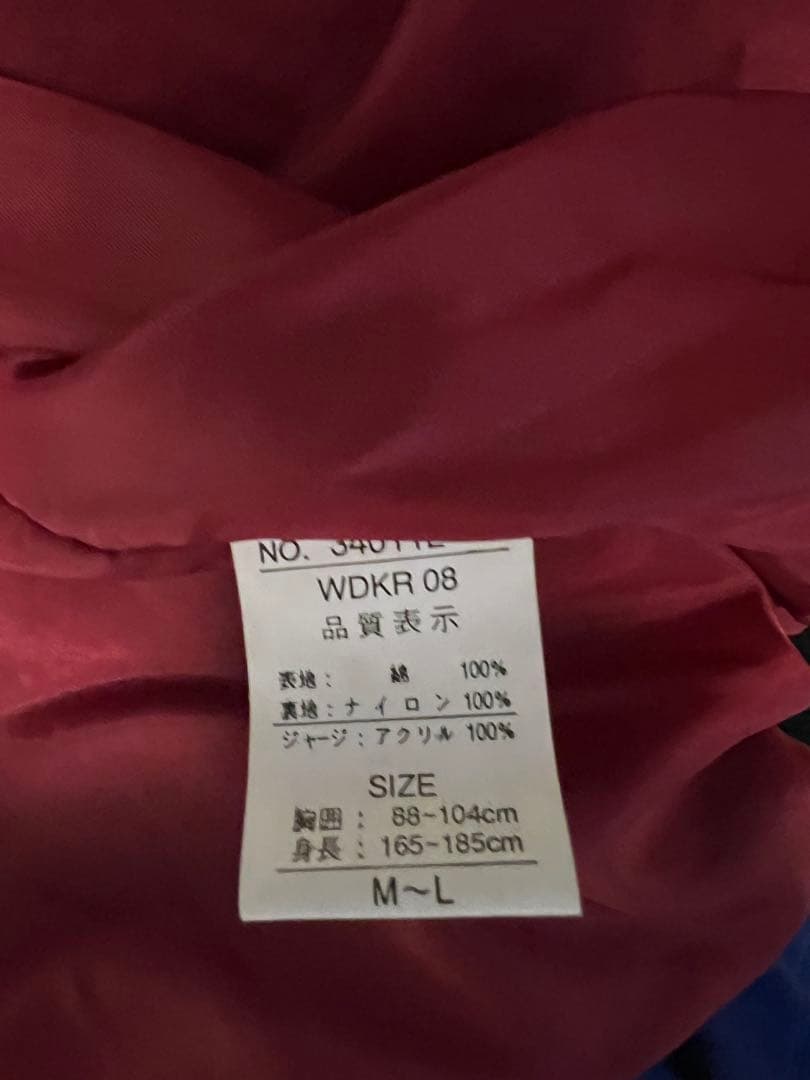 NO.
WDKR 08
品質表示
表地: 綿 100%
裏地:ナイロン 100%
ジャージ:アクリル 100%
SIZE
胸囲: 88~104cm
身長: 165~185cm
M~L